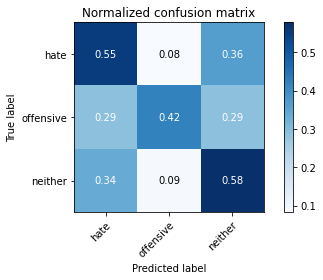 Normalized confusion matrix
True label
hate
offensive
neither
0.55 0.08 0.36
0.29 0.42 0.29
0.34 0.09 0.58
hate
offensive
neither
Predicted label
0.5
0.4
0.3
0.2
0.1